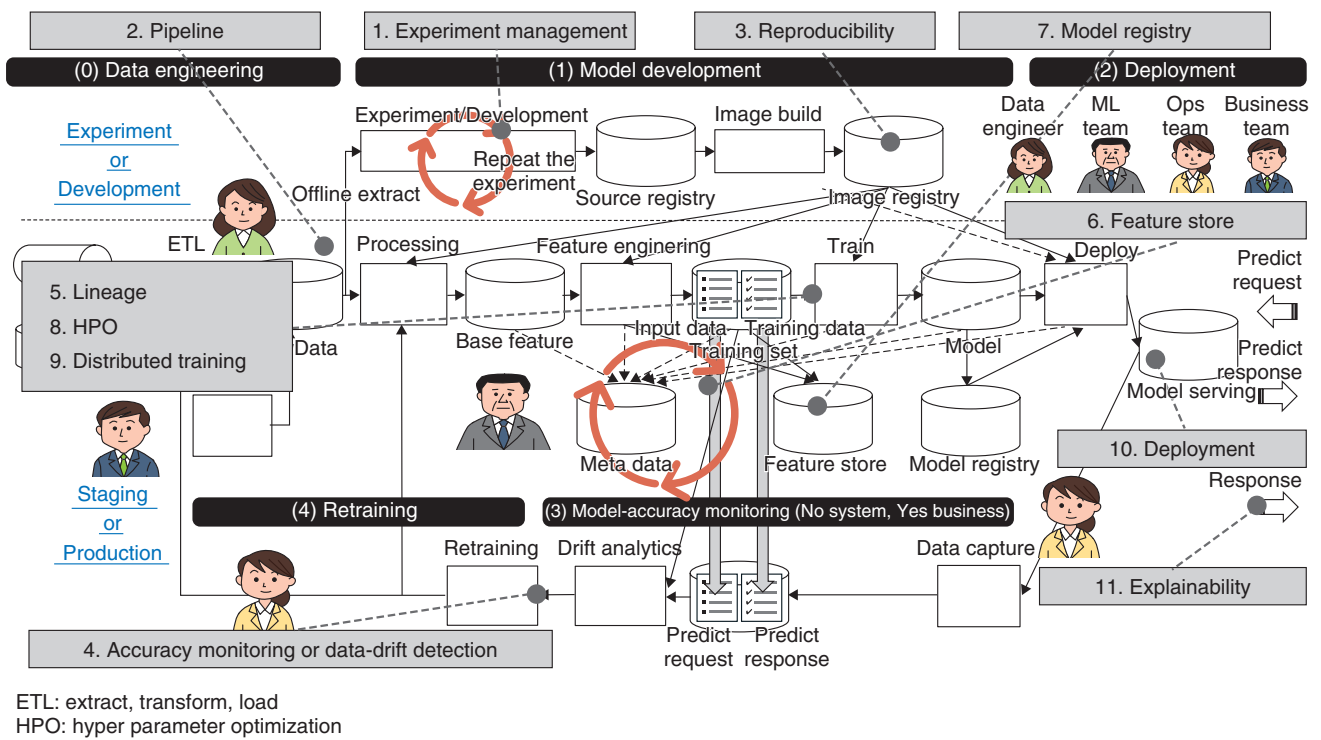 2. Pipeline
1. Experiment management
3. Reproducibility
7. Model registry
(0) Data engineering
(1) Model development
(2) Deployment
Experiment
or
Development
Experiment/Development
Repeat the
experiment
Offline extract
Source registry
Image build
Image registry
Data
engineer
ML
team
Ops
team
Business
team
6. Feature store
ETL
Processing
Feature enginering
Train
Deploy
Predict
request
5. Lineage
8. HPO
9. Distributed training
Data
Base feature
Input data
Training data
Training set
Model
Predict
response
Model serving
Meta data
Feature store
Model registry
10. Deployment
Staging
or
Production
(4) Retraining
(3) Model-accuracy monitoring (No system, Yes business)
Response
Retraining
Drift analytics
Data capture
11. Explainability
Predict
request
Predict
response
4. Accuracy monitoring or data-drift detection
ETL: extract, transform, load
HPO: hyper parameter optimization